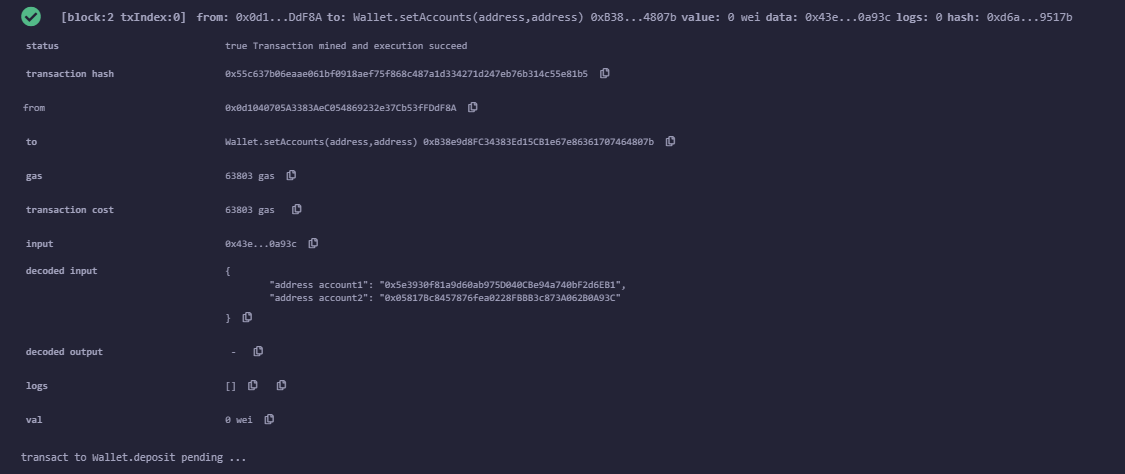 [block:2 txIndex:0] from: 0x0d1...DdF8A to: Wallet.setAccounts(address,address) 0xB38...4807b value: 0 wei data: 0x43e...0a93c logs: 0 hash: 0xd6a...9517b
status true Transaction mined and execution succeed
transaction hash 0x55c637b06eaae061bf0918aef75f868c487a1d334271d247eb76b314c55e81b5
from 0x0d1040705A3383AeC054869232e37Cb53fFDdF8A
to Wallet.setAccounts(address,address) 0xB38e9d8FC34383Ed15CB1e67e86361707464807b
gas 63803 gas
transaction cost 63803 gas
input 0x43e...0a93c
decoded input {
"address account1": "0x5e3930f81a9d60ab975D040CBe94a740bF2d6EB1",
"address account2": "0x05817Bc8457876fea0228FBBB3c873A062B0A93C"
}
decoded output -
logs []
val 0 wei
transact to Wallet.deposit pending ...